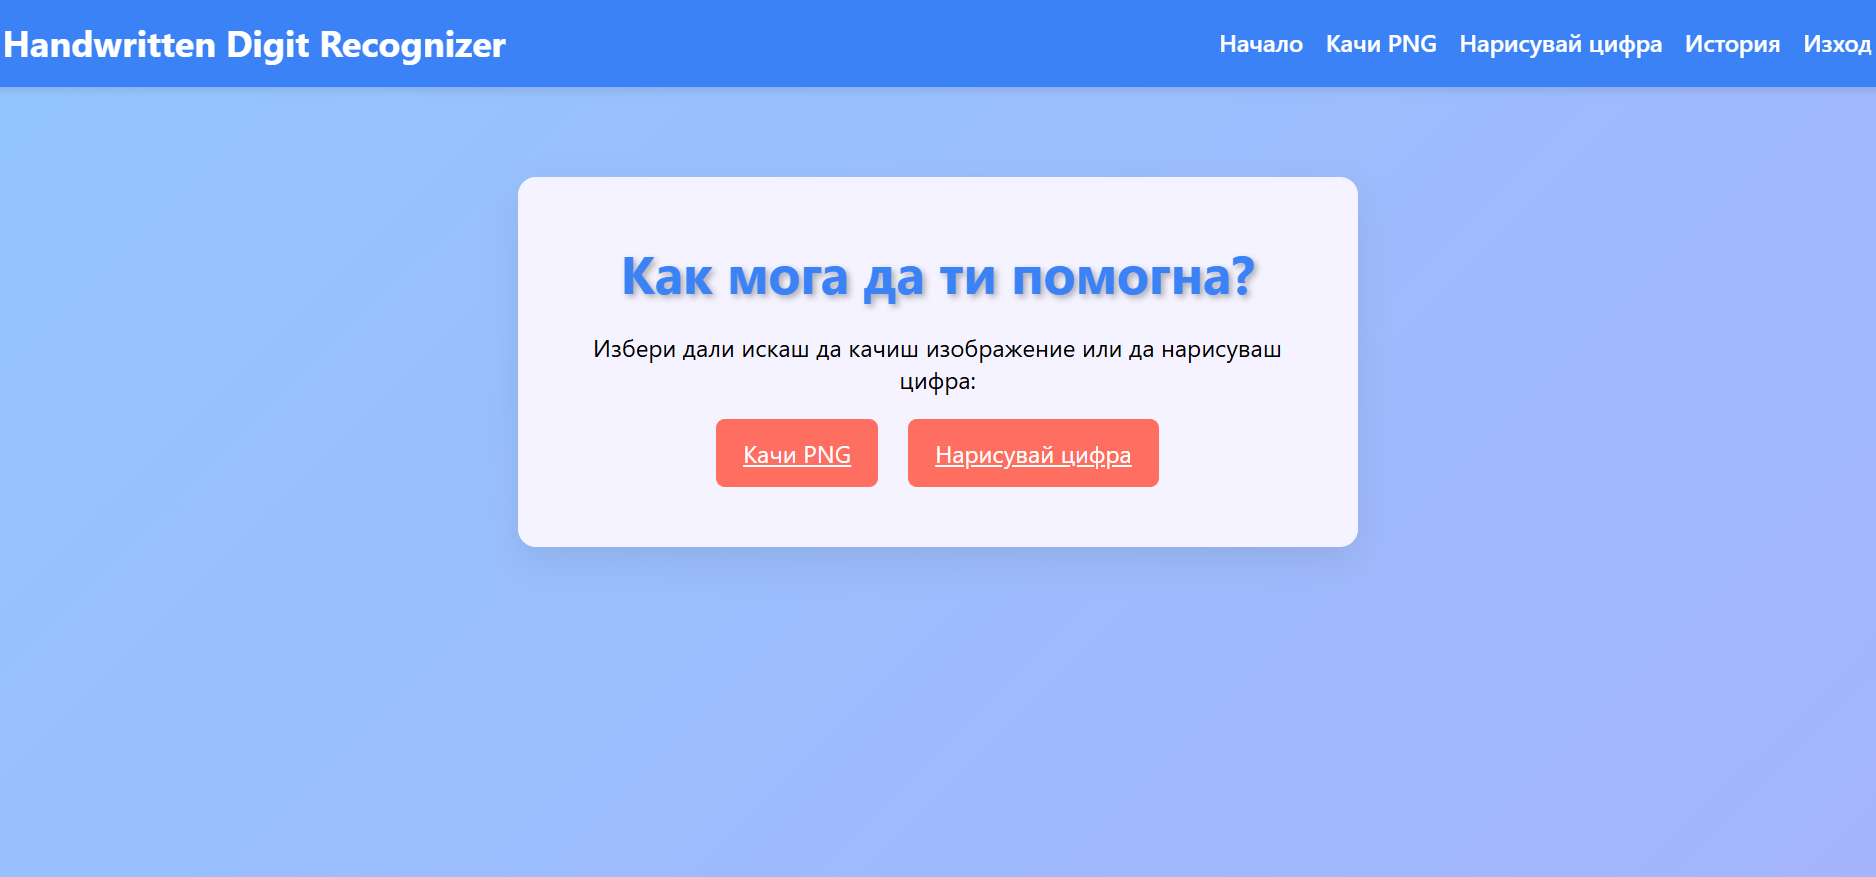 Handwritten Digit Recognizer
Начало Качи PNG Нарисувай цифра История Изход
Как мога да ти помогна?
Избери дали искаш да качиш изображение или да нарисуваш
цифра:
Качи PNG Нарисувай цифра